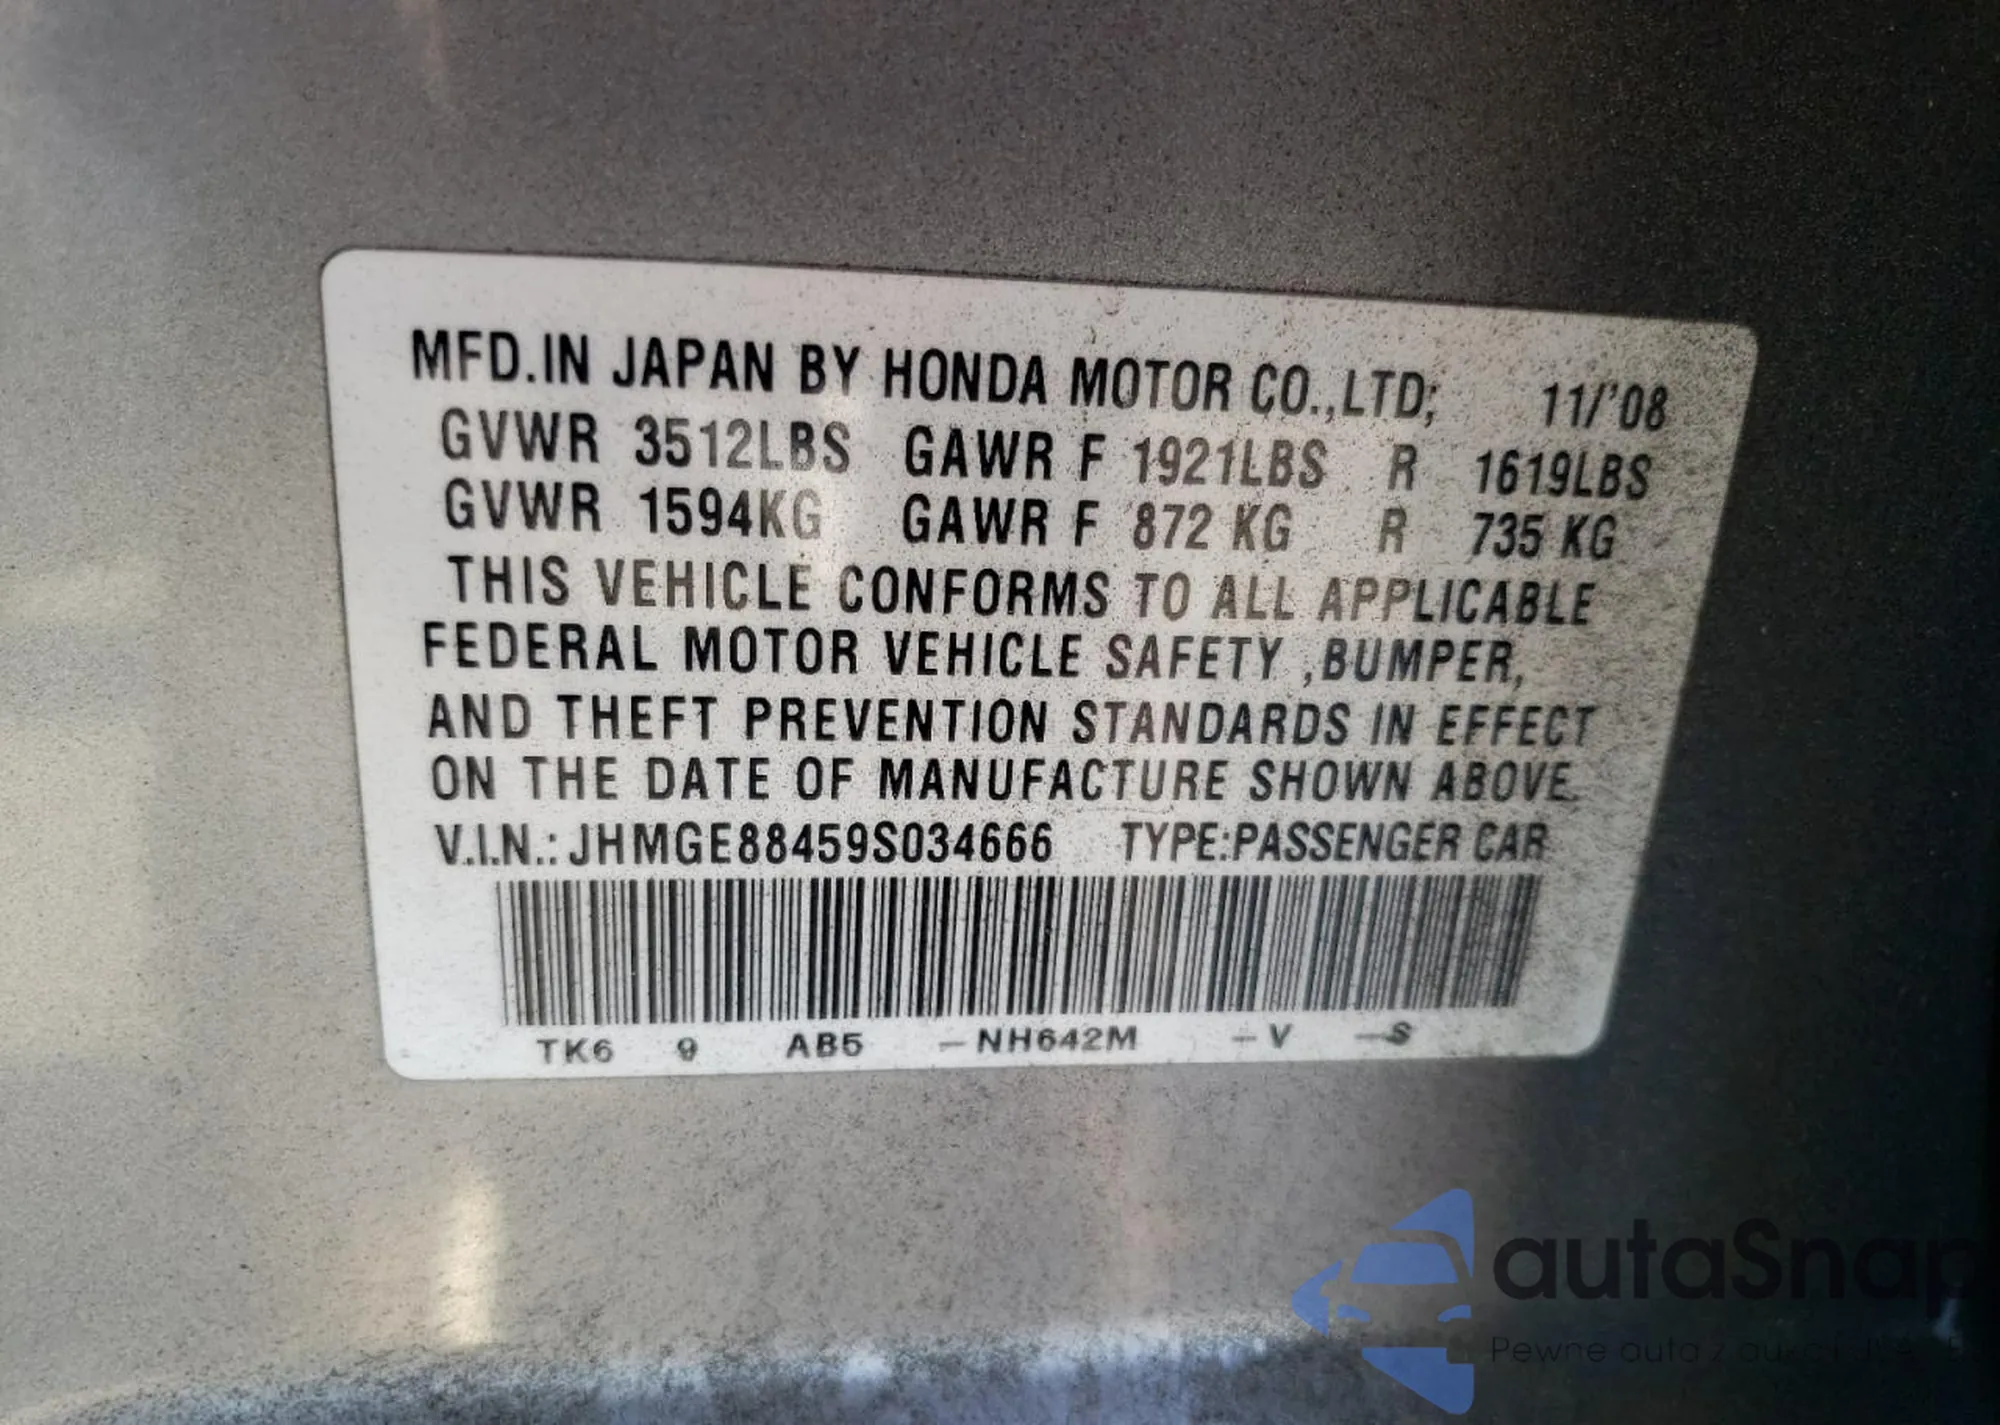 MFD.IN JAPAN BY HONDA MOTOR CO.,LTD; 11/'08
GVWR 3512LBS GAWR F 1921LBS R 1619LBS
GVWR 1594KG GAWR F 872 KG R 735 KG
THIS VEHICLE CONFORMS TO ALL APPLICABLE
FEDERAL MOTOR VEHICLE SAFETY ,BUMPER,
AND THEFT PREVENTION STANDARDS IN EFFECT
ON THE DATE OF MANUFACTURE SHOWN ABOVE.
V.I.N.: JHMGE88459S034666 TYPE:PASSENGER CAR
TK6 9 AB5 -NH642M -V -S
autaSnap
Pewne auta z